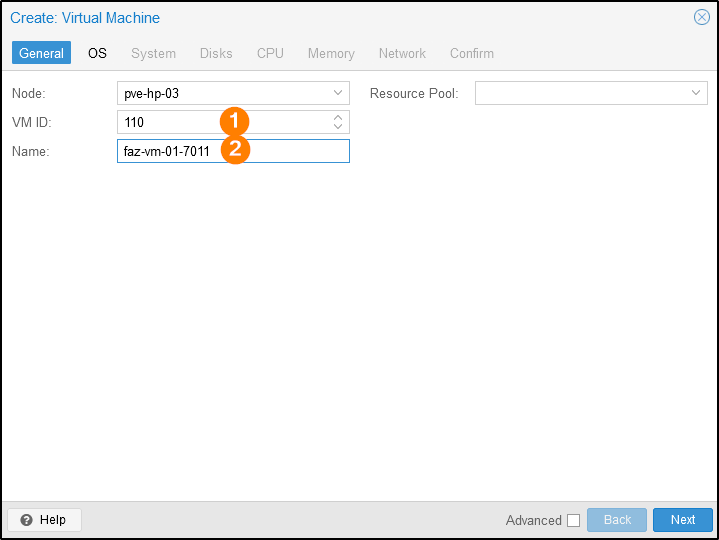 Create: Virtual Machine
General OS System Disks CPU Memory Network Confirm
Node: pve-hp-03 Resource Pool:
VM ID: 110 1
Name: faz-vm-01-7011 2
? Help Advanced Back Next